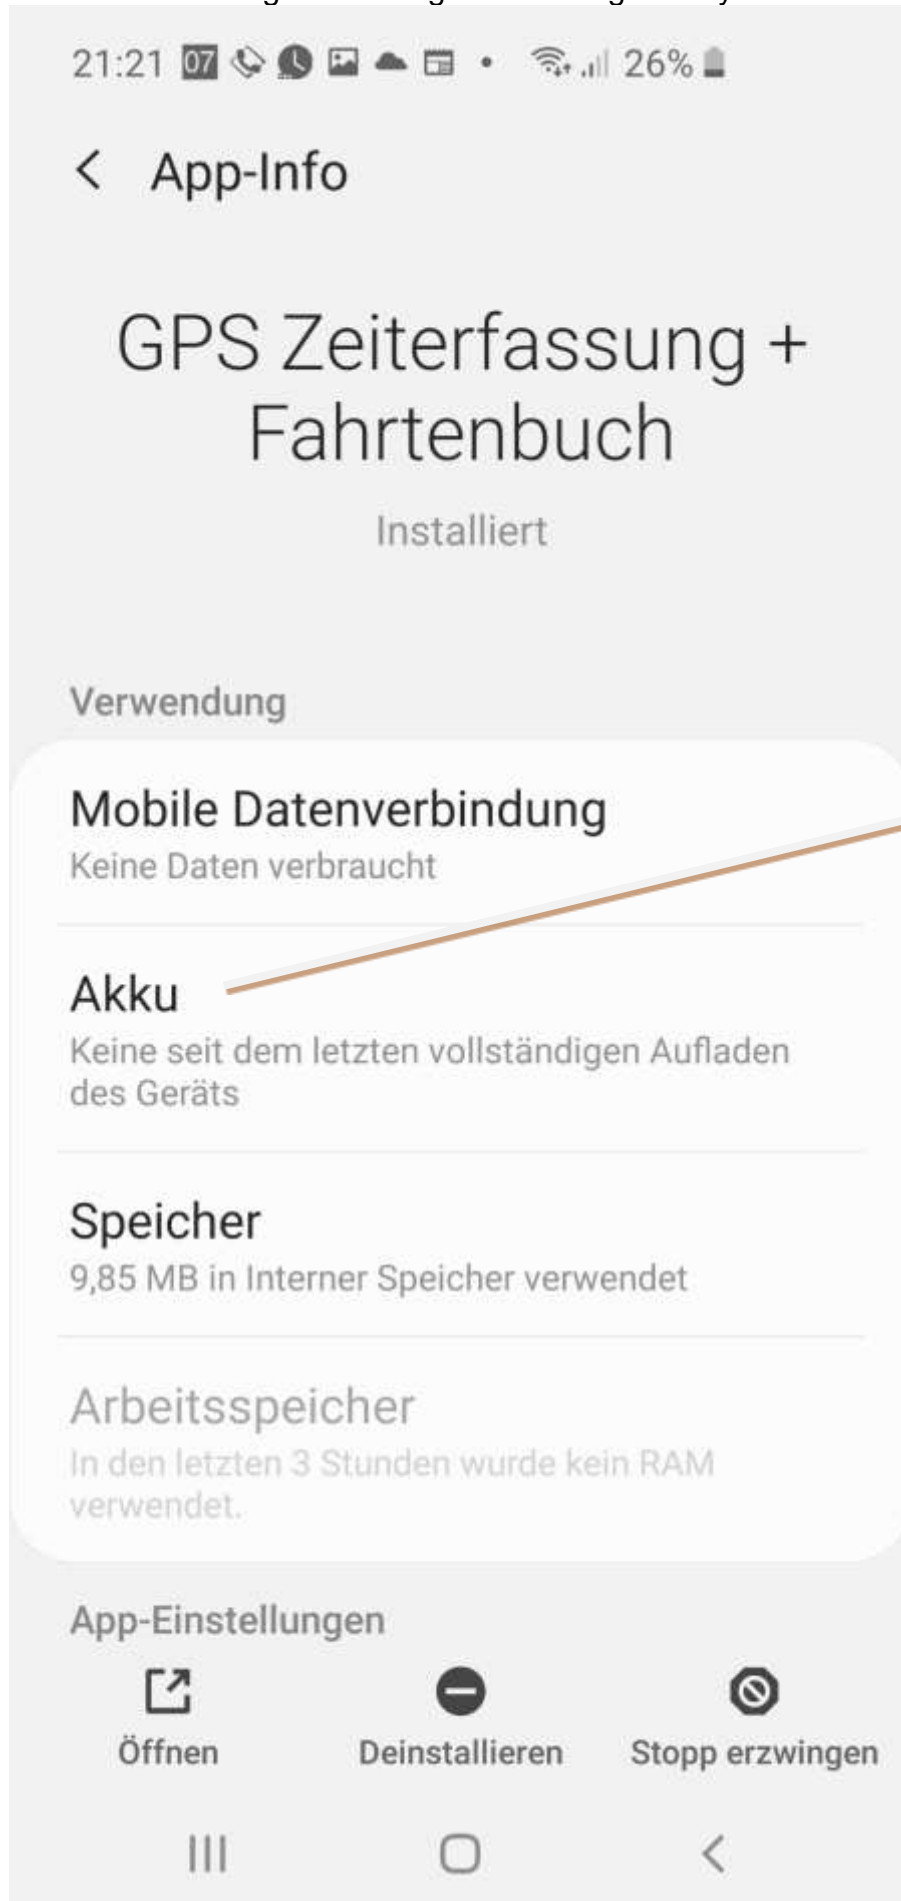 21:21 07 26%
App-Info
GPS Zeiterfassung +
Fahrtenbuch
Installiert
Verwendung
Mobile Datenverbindung
Keine Daten verbraucht
Akku
Keine seit dem letzten vollständigen Aufladen
des Geräts
Speicher
9,85 MB in Interner Speicher verwendet
Arbeitsspeicher
In den letzten 3 Stunden wurde kein RAM
verwendet.
App-Einstellungen
Öffnen Deinstallieren Stopp erzwingen